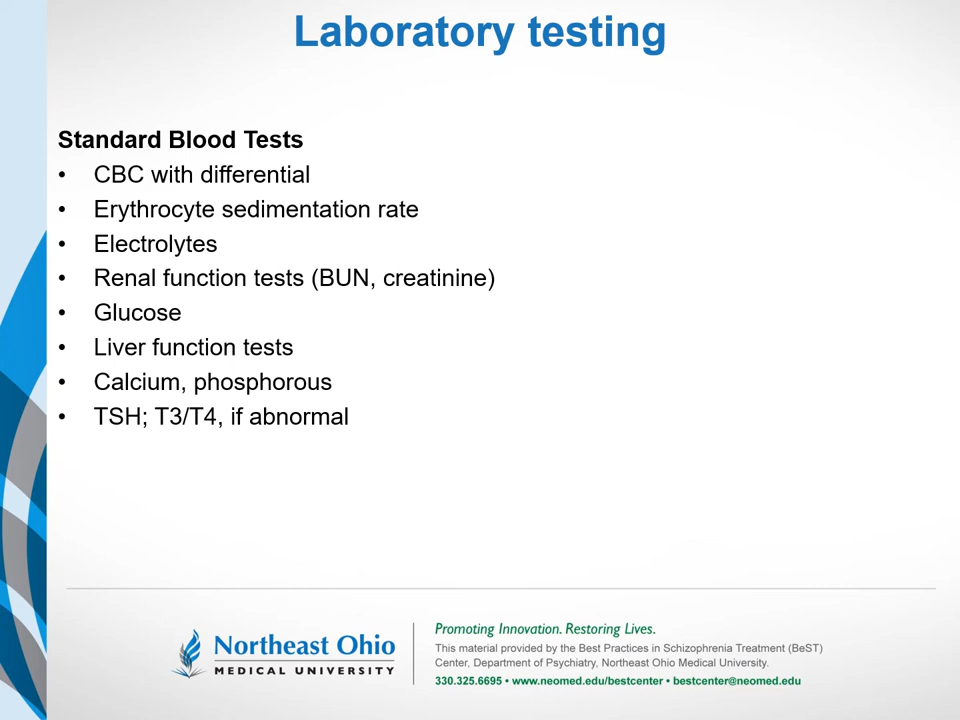 Laboratory testing
Standard Blood Tests
• CBC with differential
• Erythrocyte sedimentation rate
• Electrolytes
• Renal function tests (BUN, creatinine)
• Glucose
• Liver function tests
• Calcium, phosphorous
• TSH; T3/T4, if abnormal
Northeast Ohio
MEDICAL UNIVERSITY
Promoting Innovation. Restoring Lives.
This material provided by the Best Practices in Schizophrenia Treatment (BeST)
Center, Department of Psychiatry, Northeast Ohio Medical University.
330.325.6695 • www.neomed.edu/bestcenter • bestcenter@neomed.edu